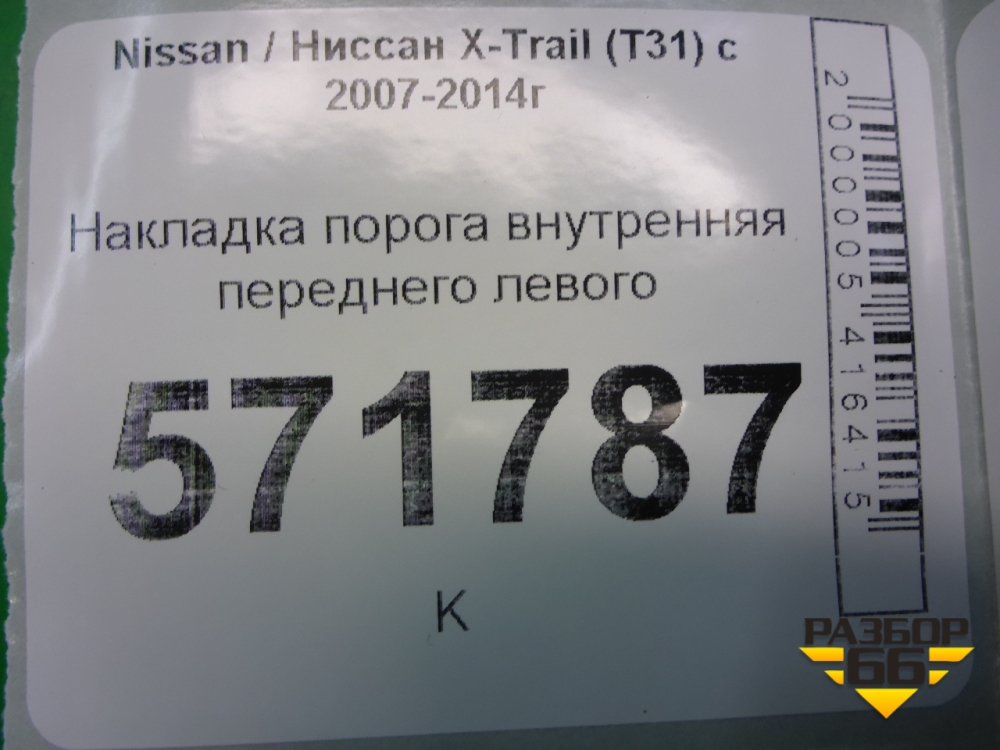 Nissan / Ниссан X-Trail (T31) с
2007-2014г
Накладка порога внутренняя
переднего левого
571787
К
2000005416415
РАЗБОР
66